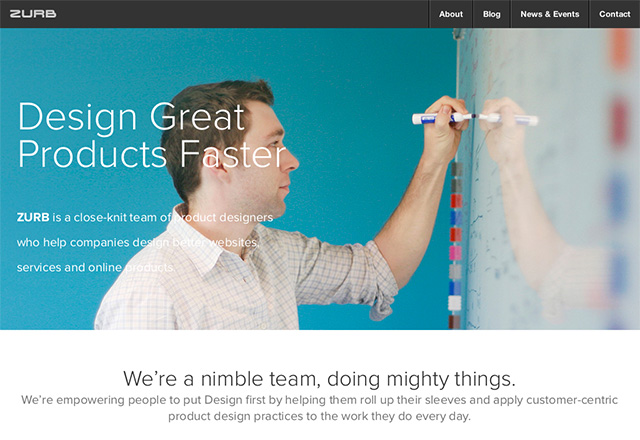 ZURB
About
Blog
News & Events
Contact
Design Great
Products Faster
ZURB is a close-knit team of product designers
who help companies design better websites,
services and online products.
We're a nimble team, doing mighty things.
We're empowering people to put Design first by helping them roll up their sleeves and apply customer-centric
product design practices to the work they do every day.